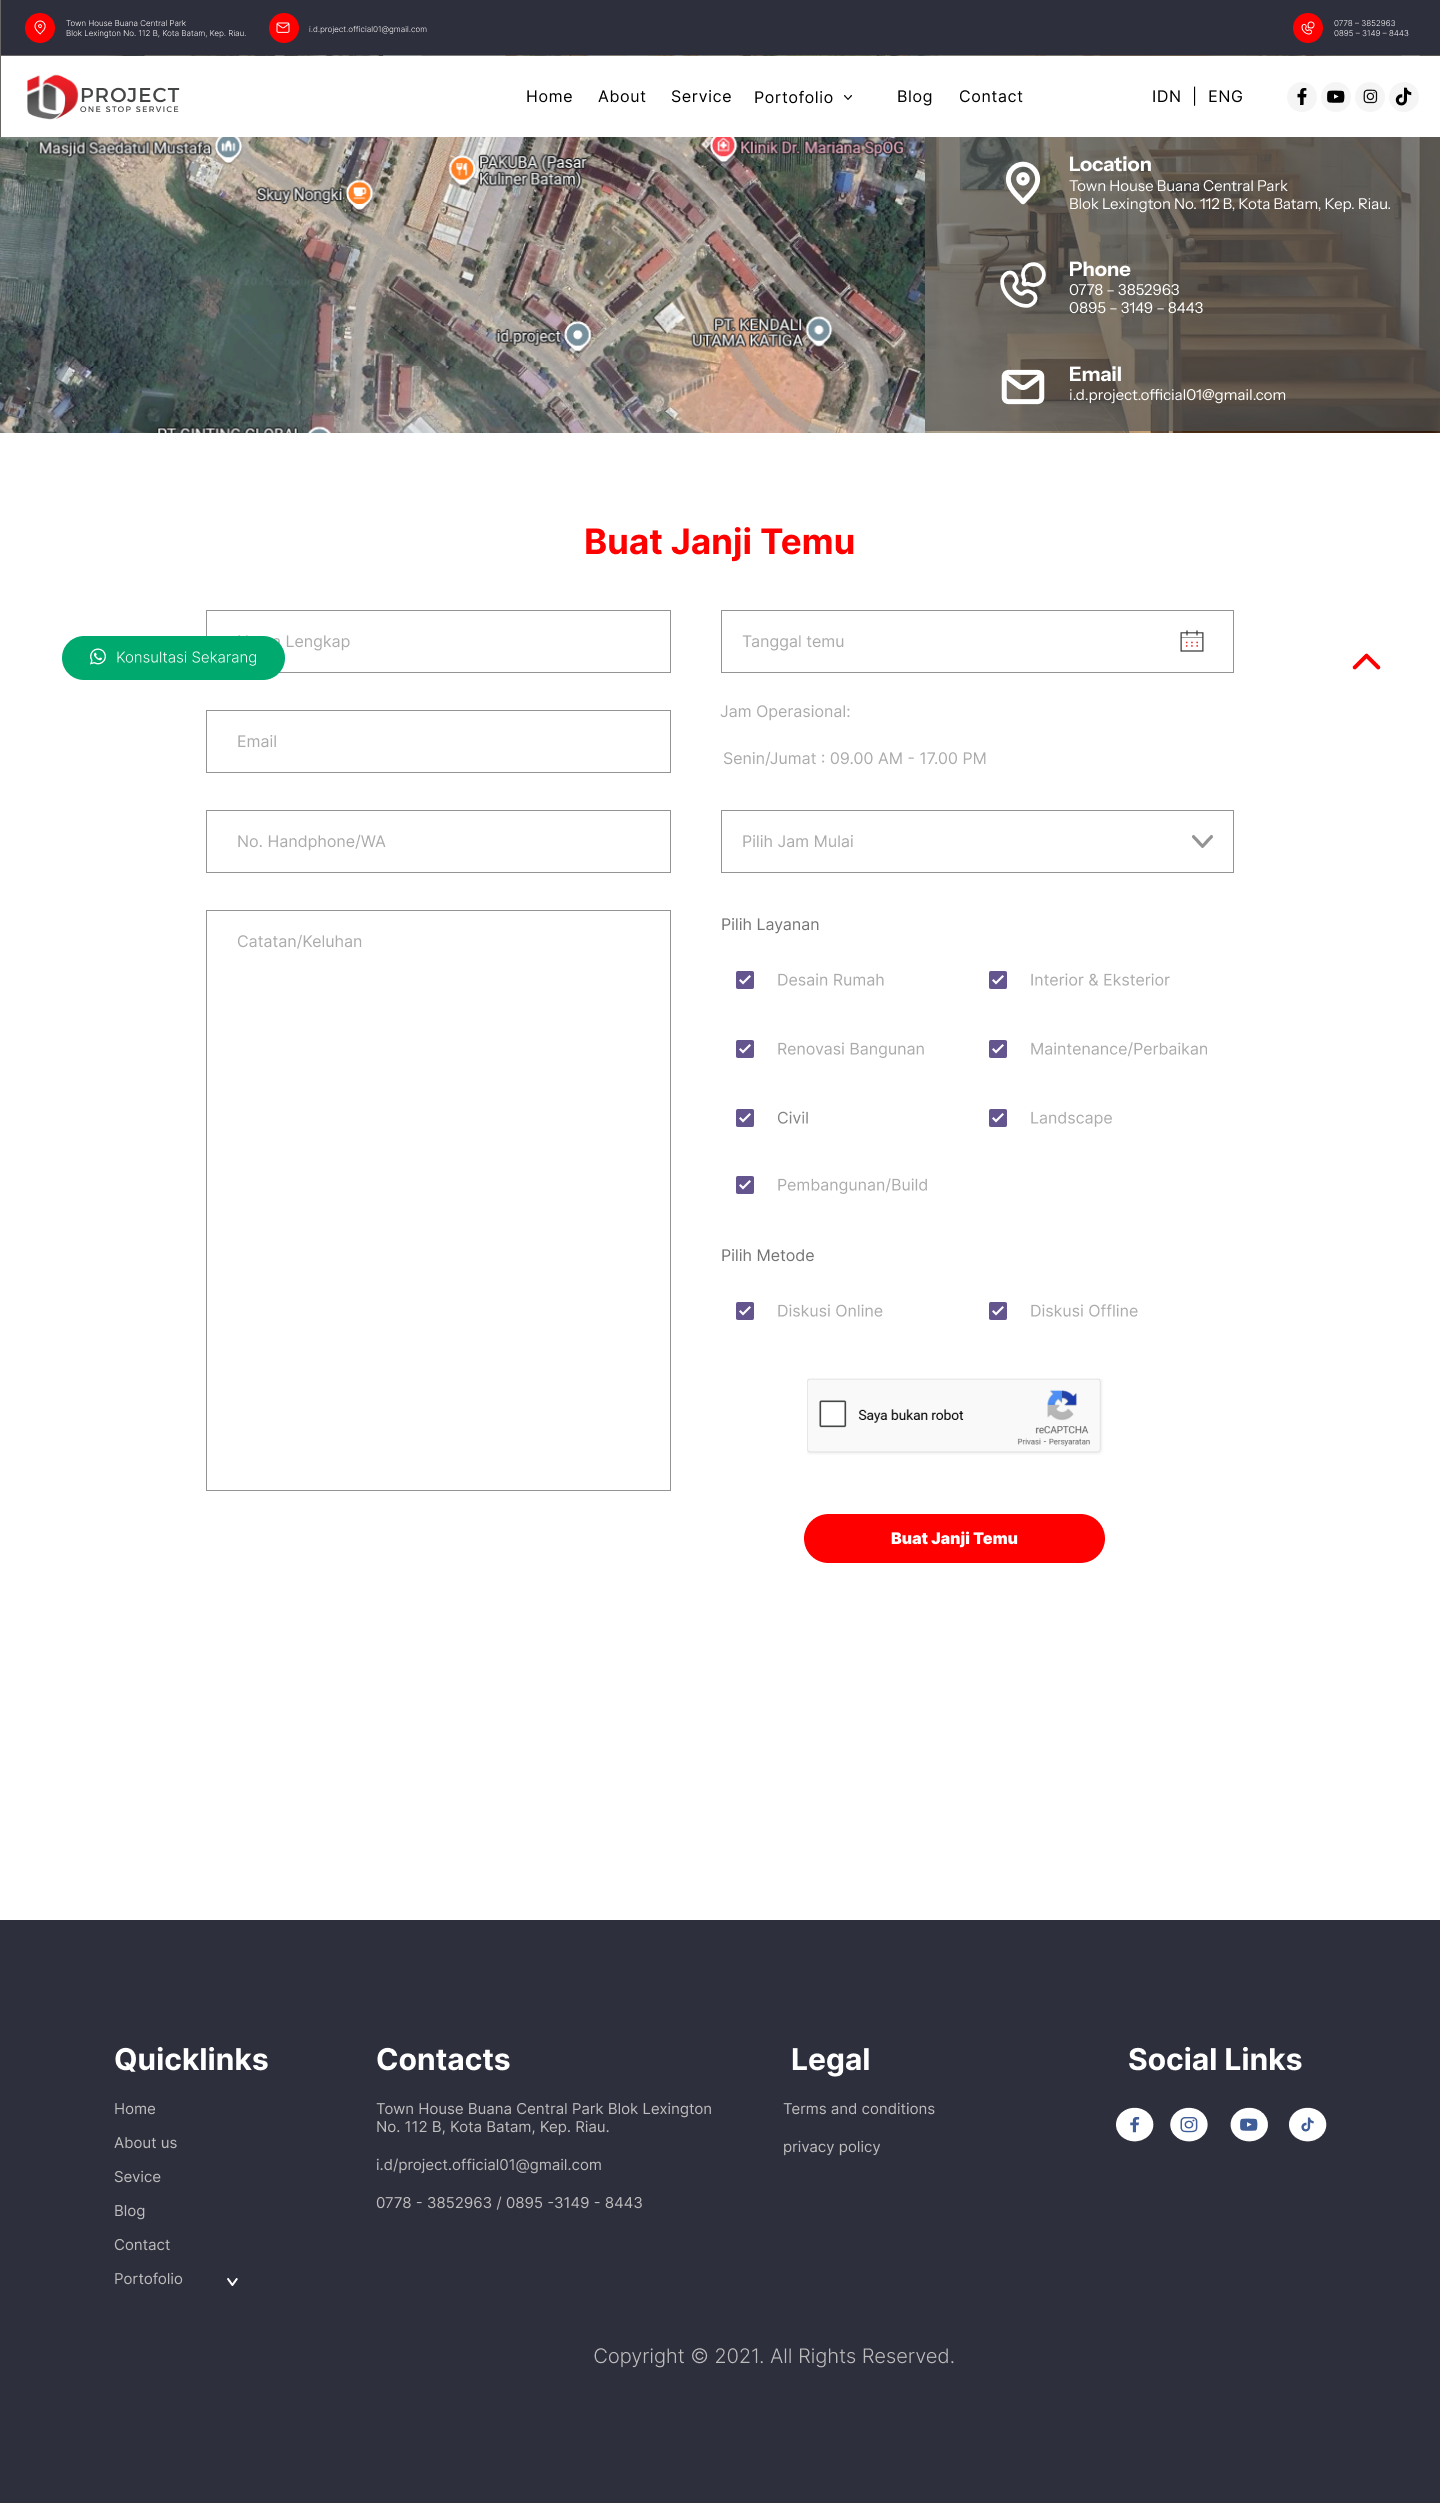 Town House Buana Central Park
Blok Lexington No. 112 B, Kota Batam, Kep. Riau.
i.d.project.official01@gmail.com
0778 – 3852963
0895 – 3149 – 8443
PROJECT
ONE STOP SERVICE
Home
About
Service
Portofolio
Blog
Contact
IDN | ENG
Masjid Saedatul Mustafa
PAKUBA (Pasar
Kuliner Batam)
Klinik Dr. Mariana SpOG
Skuy Nongki
id.project
PT. KENDALI
UTAMA KATIGA
PT GINTING GLOBAL
Location
Town House Buana Central Park
Blok Lexington No. 112 B, Kota Batam, Kep. Riau.
Phone
0778 – 3852963
0895 – 3149 – 8443
Email
i.d.project.official01@gmail.com
Buat Janji Temu
Lengkap
Konsultasi Sekarang
Email
No. Handphone/WA
Catatan/Keluhan
Tanggal temu
Jam Operasional:
Senin/Jumat : 09.00 AM - 17.00 PM
Pilih Jam Mulai
Pilih Layanan
Desain Rumah
Interior & Eksterior
Renovasi Bangunan
Maintenance/Perbaikan
Civil
Landscape
Pembangunan/Build
Pilih Metode
Diskusi Online
Diskusi Offline
Saya bukan robot
reCAPTCHA
Privasi - Persyaratan
Buat Janji Temu
Quicklinks
Home
About us
Sevice
Blog
Contact
Portofolio
Contacts
Town House Buana Central Park Blok Lexington
No. 112 B, Kota Batam, Kep. Riau.
i.d/project.official01@gmail.com
0778 - 3852963 / 0895 -3149 - 8443
Legal
Terms and conditions
privacy policy
Social Links
Copyright © 2021. All Rights Reserved.